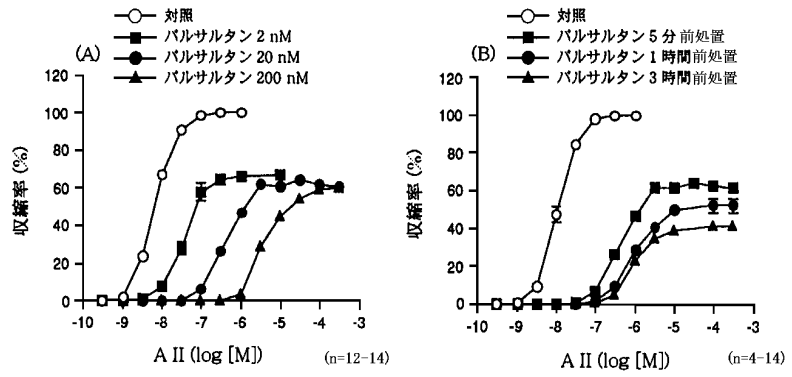 (A)
対照
バルサルタン 2 nM
バルサルタン 20 nM
バルサルタン 200 nM
収縮率 (%)
120
100
80
60
40
20
0
-10 -9 -8 -7 -6 -5 -4 -3
A II (log [M])
(n=12-14)
(B)
対照
バルサルタン 5 分 前処置
バルサルタン 1 時間 前処置
バルサルタン 3 時間 前処置
収縮率 (%)
120
100
80
60
40
20
0
-10 -9 -8 -7 -6 -5 -4 -3
A II (log [M])
(n=4-14)